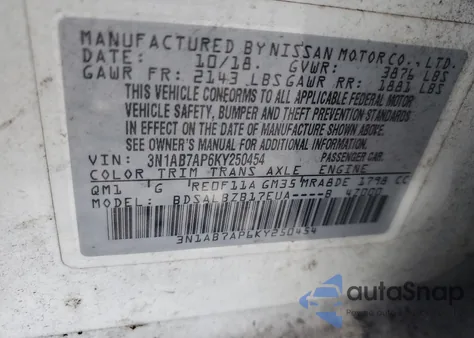 MANUFACTURED BY NISSAN MOTOR CO., LTD.
DATE: 10/18. GVWR: 3876 LBS
GAWR FR: 2143 LBS GAWR RR: 1881 LBS
THIS VEHICLE CONFORMS TO ALL APPLICABLE FEDERAL MOTOR
VEHICLE SAFETY, BUMPER, AND THEFT PREVENTION STANDARDS
IN EFFECT ON THE DATE OF MANUFACTURE SHOWN ABOVE.
SEE OWNER'S MANUAL FOR ADDITIONAL INFORMATION.
VIN: 3N1AB7AP6KY250454 PASSENGER CAR
COLOR TRIM TRANS AXLE ENGINE
QM1 G RE0F11A GM35 MRA8DE 1798 CC
MODEL:
3N1AB7AP6KY250454
autoSnap